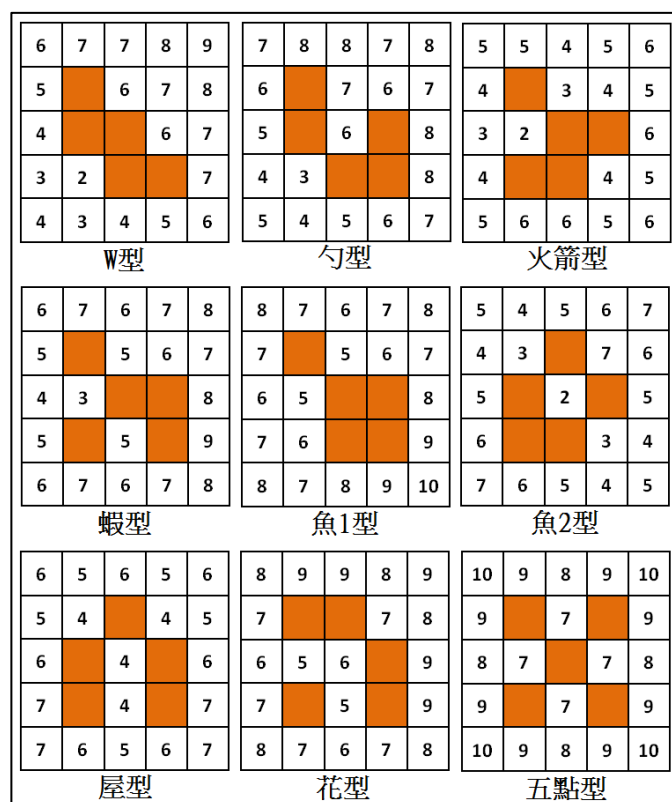 6 7 7 8 9
5 6 7 8
4 6 7
3 2 7
4 3 4 5 6
W型
7 8 8 7 8
6 7 6 7
5 6 8
4 3 8
5 4 5 6 7
勺型
5 5 4 5 6
4 3 4 5
3 2 6
4 4 5
5 6 6 5 6
火箭型
6 7 6 7 8
5 5 6 7
4 3 8
5 5 9
6 7 6 7 8
蝦型
8 7 6 7 8
7 5 6 7
6 5 8
7 6 9
8 7 8 9 10
魚1型
5 4 5 6 7
4 3 7 6
5 2 5
6 3 4
7 6 5 4 5
魚2型
6 5 6 5 6
5 4 4 5
6 4 6
7 4 7
7 6 5 6 7
屋型
8 9 9 8 9
7 7 8
6 5 6 9
7 5 9
8 7 6 7 8
花型
10 9 8 9 10
9 7 9
8 7 7 8
9 7 9
10 9 8 9 10
五點型